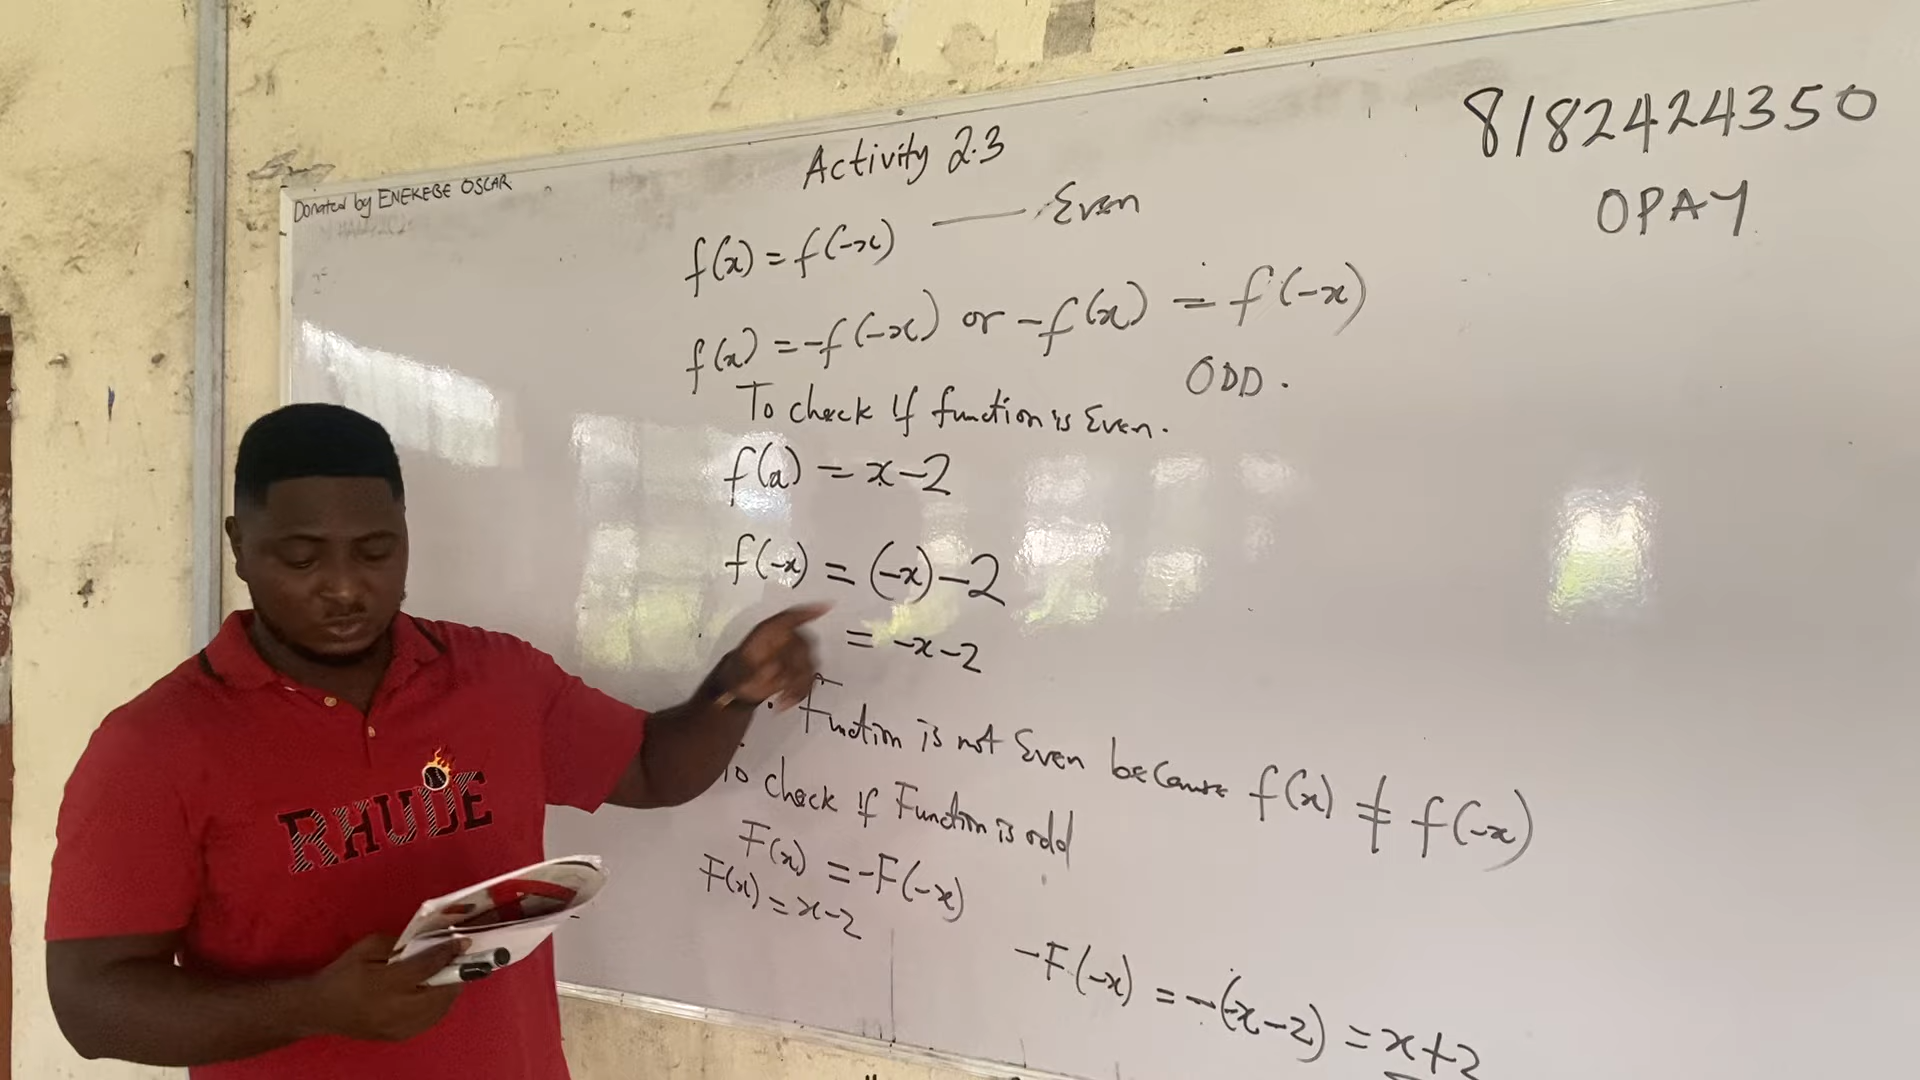 8182424350
OPAY
Donated by ENEKEBE OSCAR
Activity 2.3
f(x) = f(-x) — Even
f(x) = -f(-x) or -f(x) = f(-x)
ODD.
To check if function is Even.
f(x) = x-2
f(-x) = (-x)-2
= -x-2
Function is not Even because f(x) ≠ f(-x)
To check if Function is odd
F(x) = -F(-x)
F(x) = x-2
-F(-x) = -(-x-2) = x+2
RHUDE